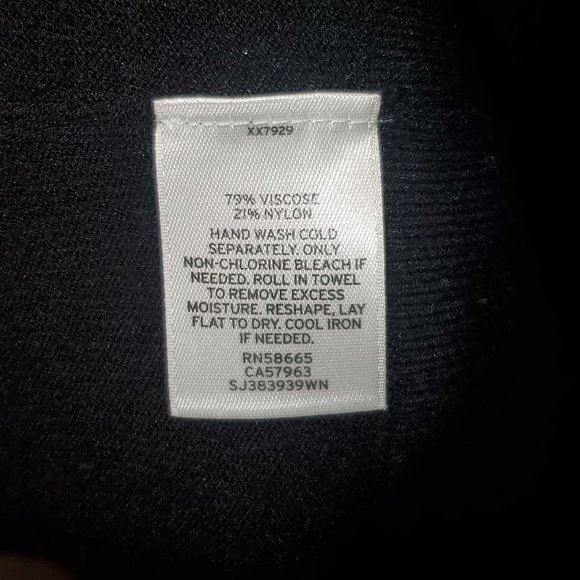 XX7929
79% VISCOSE
21% NYLON
HAND WASH COLD
SEPARATELY. ONLY
NON-CHLORINE BLEACH IF
NEEDED. ROLL IN TOWEL
TO REMOVE EXCESS
MOISTURE. RESHAPE, LAY
FLAT TO DRY. COOL IRON
IF NEEDED.
RN58665
CA57963
SJ383939WN